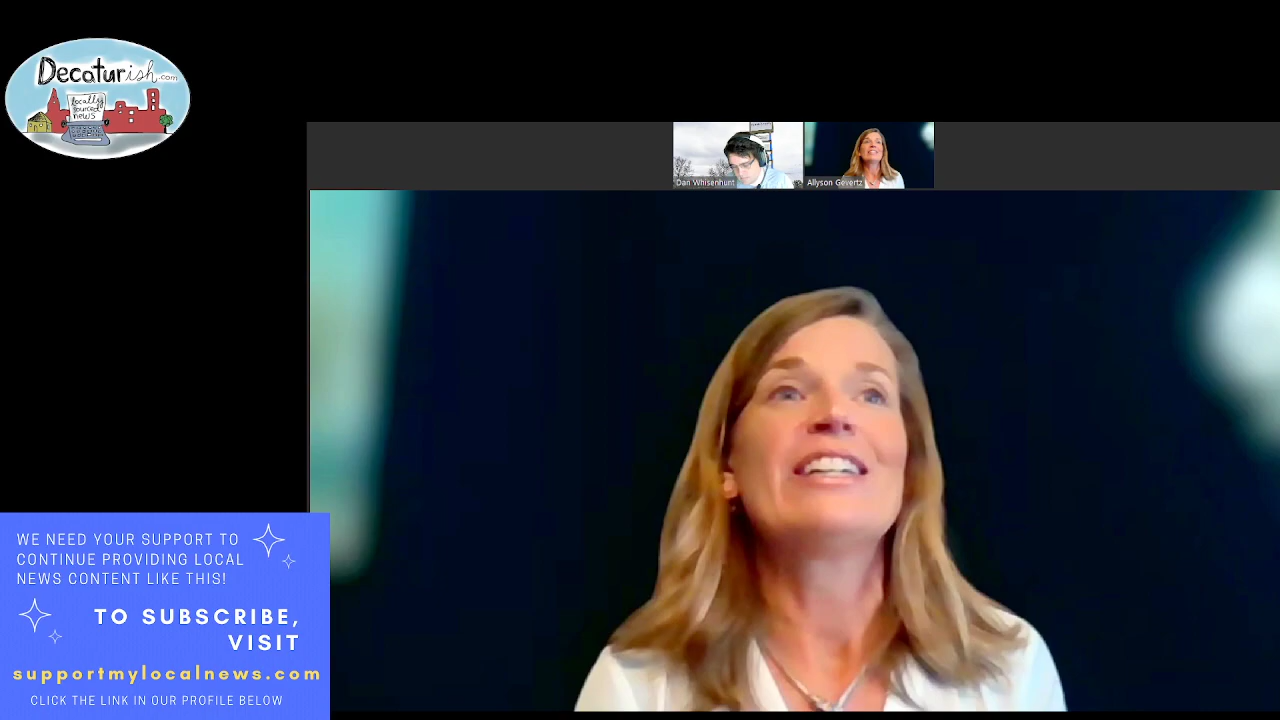 Decaturish.com
locally
sourced
news
Dan Whisenhunt
Allyson Gevertz
WE NEED YOUR SUPPORT TO
CONTINUE PROVIDING LOCAL
NEWS CONTENT LIKE THIS!
TO SUBSCRIBE,
VISIT
supportmylocalnews.com
CLICK THE LINK IN OUR PROFILE BELOW